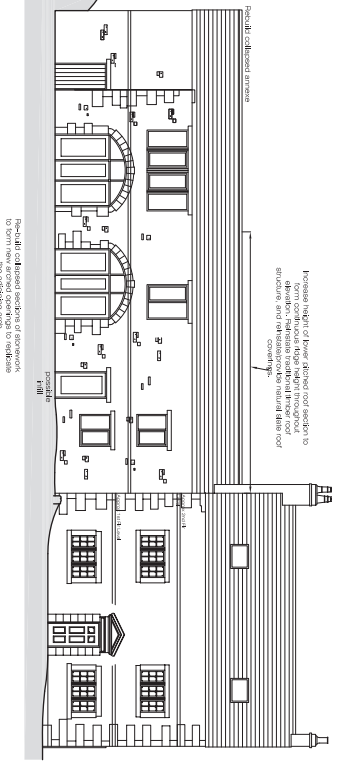 Rebuild collapsed annexe
Increase height of lower pitched roof section to
form continuous ridge height throughout
elevation. Reinstate traditional timber roof
structure, and reinstate/provide natural slate roof
coverings.
possible
infill
Re-build collapsed sections of stonework
to form new arched openings to replicate